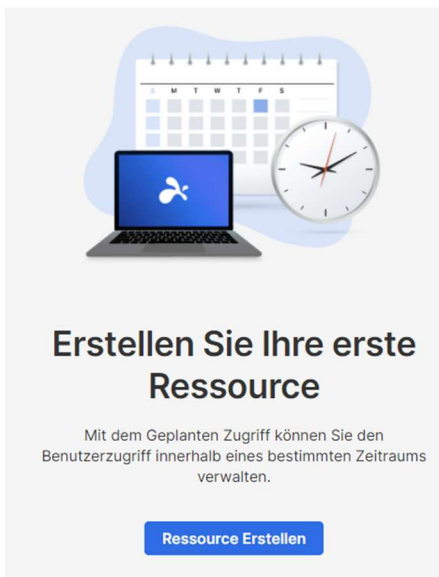 S M T W T F S
Erstellen Sie Ihre erste
Ressource
Mit dem Geplanten Zugriff können Sie den
Benutzerzugriff innerhalb eines bestimmten Zeitraums
verwalten.
Ressource Erstellen